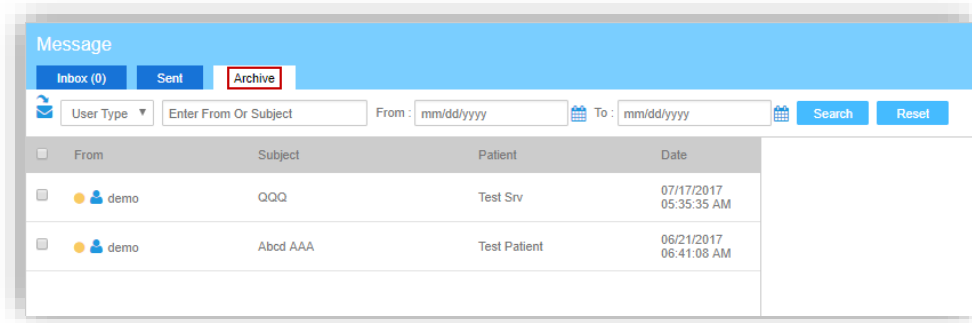 Message
Inbox (0) Sent Archive
User Type Enter From Or Subject From : mm/dd/yyyy To : mm/dd/yyyy Search Reset
From Subject Patient Date
demo QQQ Test Srv 07/17/2017
05:35:35 AM
demo Abcd AAA Test Patient 06/21/2017
06:41:08 AM